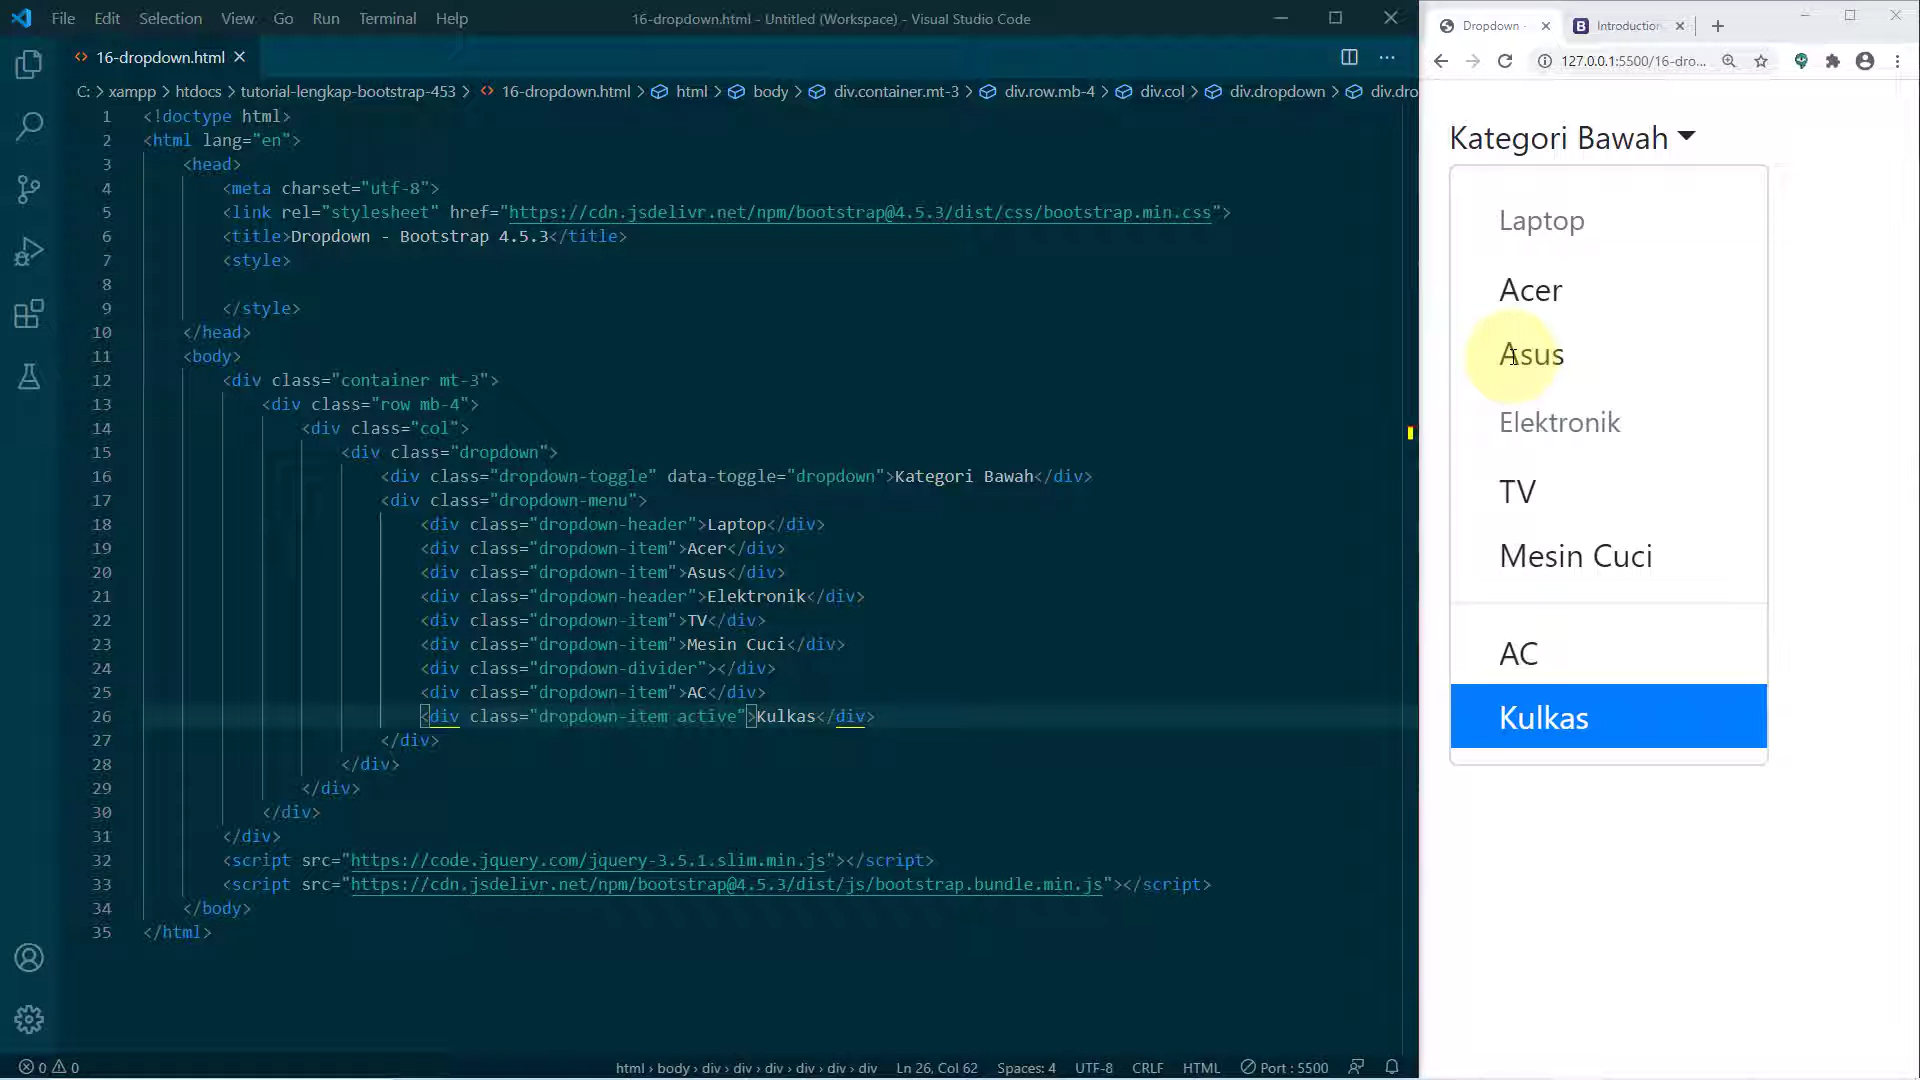 File Edit Selection View Go Run Terminal Help
16-dropdown.html - Untitled (Workspace) - Visual Studio Code
16-dropdown.html
C: > xampp > htdocs > tutorial-lengkap-bootstrap-453 > 16-dropdown.html > html > body > div.container.mt-3 > div.row.mb-4 > div.col > div.dropdown > div.dro
1 <!doctype html>
2 <html lang="en">
3 <head>
4 <meta charset="utf-8">
5 <link rel="stylesheet" href="https://cdn.jsdelivr.net/npm/bootstrap@4.5.3/dist/css/bootstrap.min.css">
6 <title>Dropdown - Bootstrap 4.5.3</title>
7 <style>
8
9 </style>
10 </head>
11 <body>
12 <div class="container mt-3">
13 <div class="row mb-4">
14 <div class="col">
15 <div class="dropdown">
16 <div class="dropdown-toggle" data-toggle="dropdown">Kategori Bawah</div>
17 <div class="dropdown-menu">
18 <div class="dropdown-header">Laptop</div>
19 <div class="dropdown-item">Acer</div>
20 <div class="dropdown-item">Asus</div>
21 <div class="dropdown-header">Elektronik</div>
22 <div class="dropdown-item">TV</div>
23 <div class="dropdown-item">Mesin Cuci</div>
24 <div class="dropdown-divider"></div>
25 <div class="dropdown-item">AC</div>
26 <div class="dropdown-item active">Kulkas</div>
27 </div>
28 </div>
29 </div>
30 </div>
31 </div>
32 <script src="https://code.jquery.com/jquery-3.5.1.slim.min.js"></script>
33 <script src="https://cdn.jsdelivr.net/npm/bootstrap@4.5.3/dist/js/bootstrap.bundle.min.js"></script>
34 </body>
35 </html>
0 0
html > body > div > div > div > div > div > div Ln 26, Col 62 Spaces: 4 UTF-8 CRLF HTML Port : 5500
Dropdown - Introduction
127.0.0.1:5500/16-dro...
Kategori Bawah
Laptop
Acer
Asus
Elektronik
TV
Mesin Cuci
AC
Kulkas